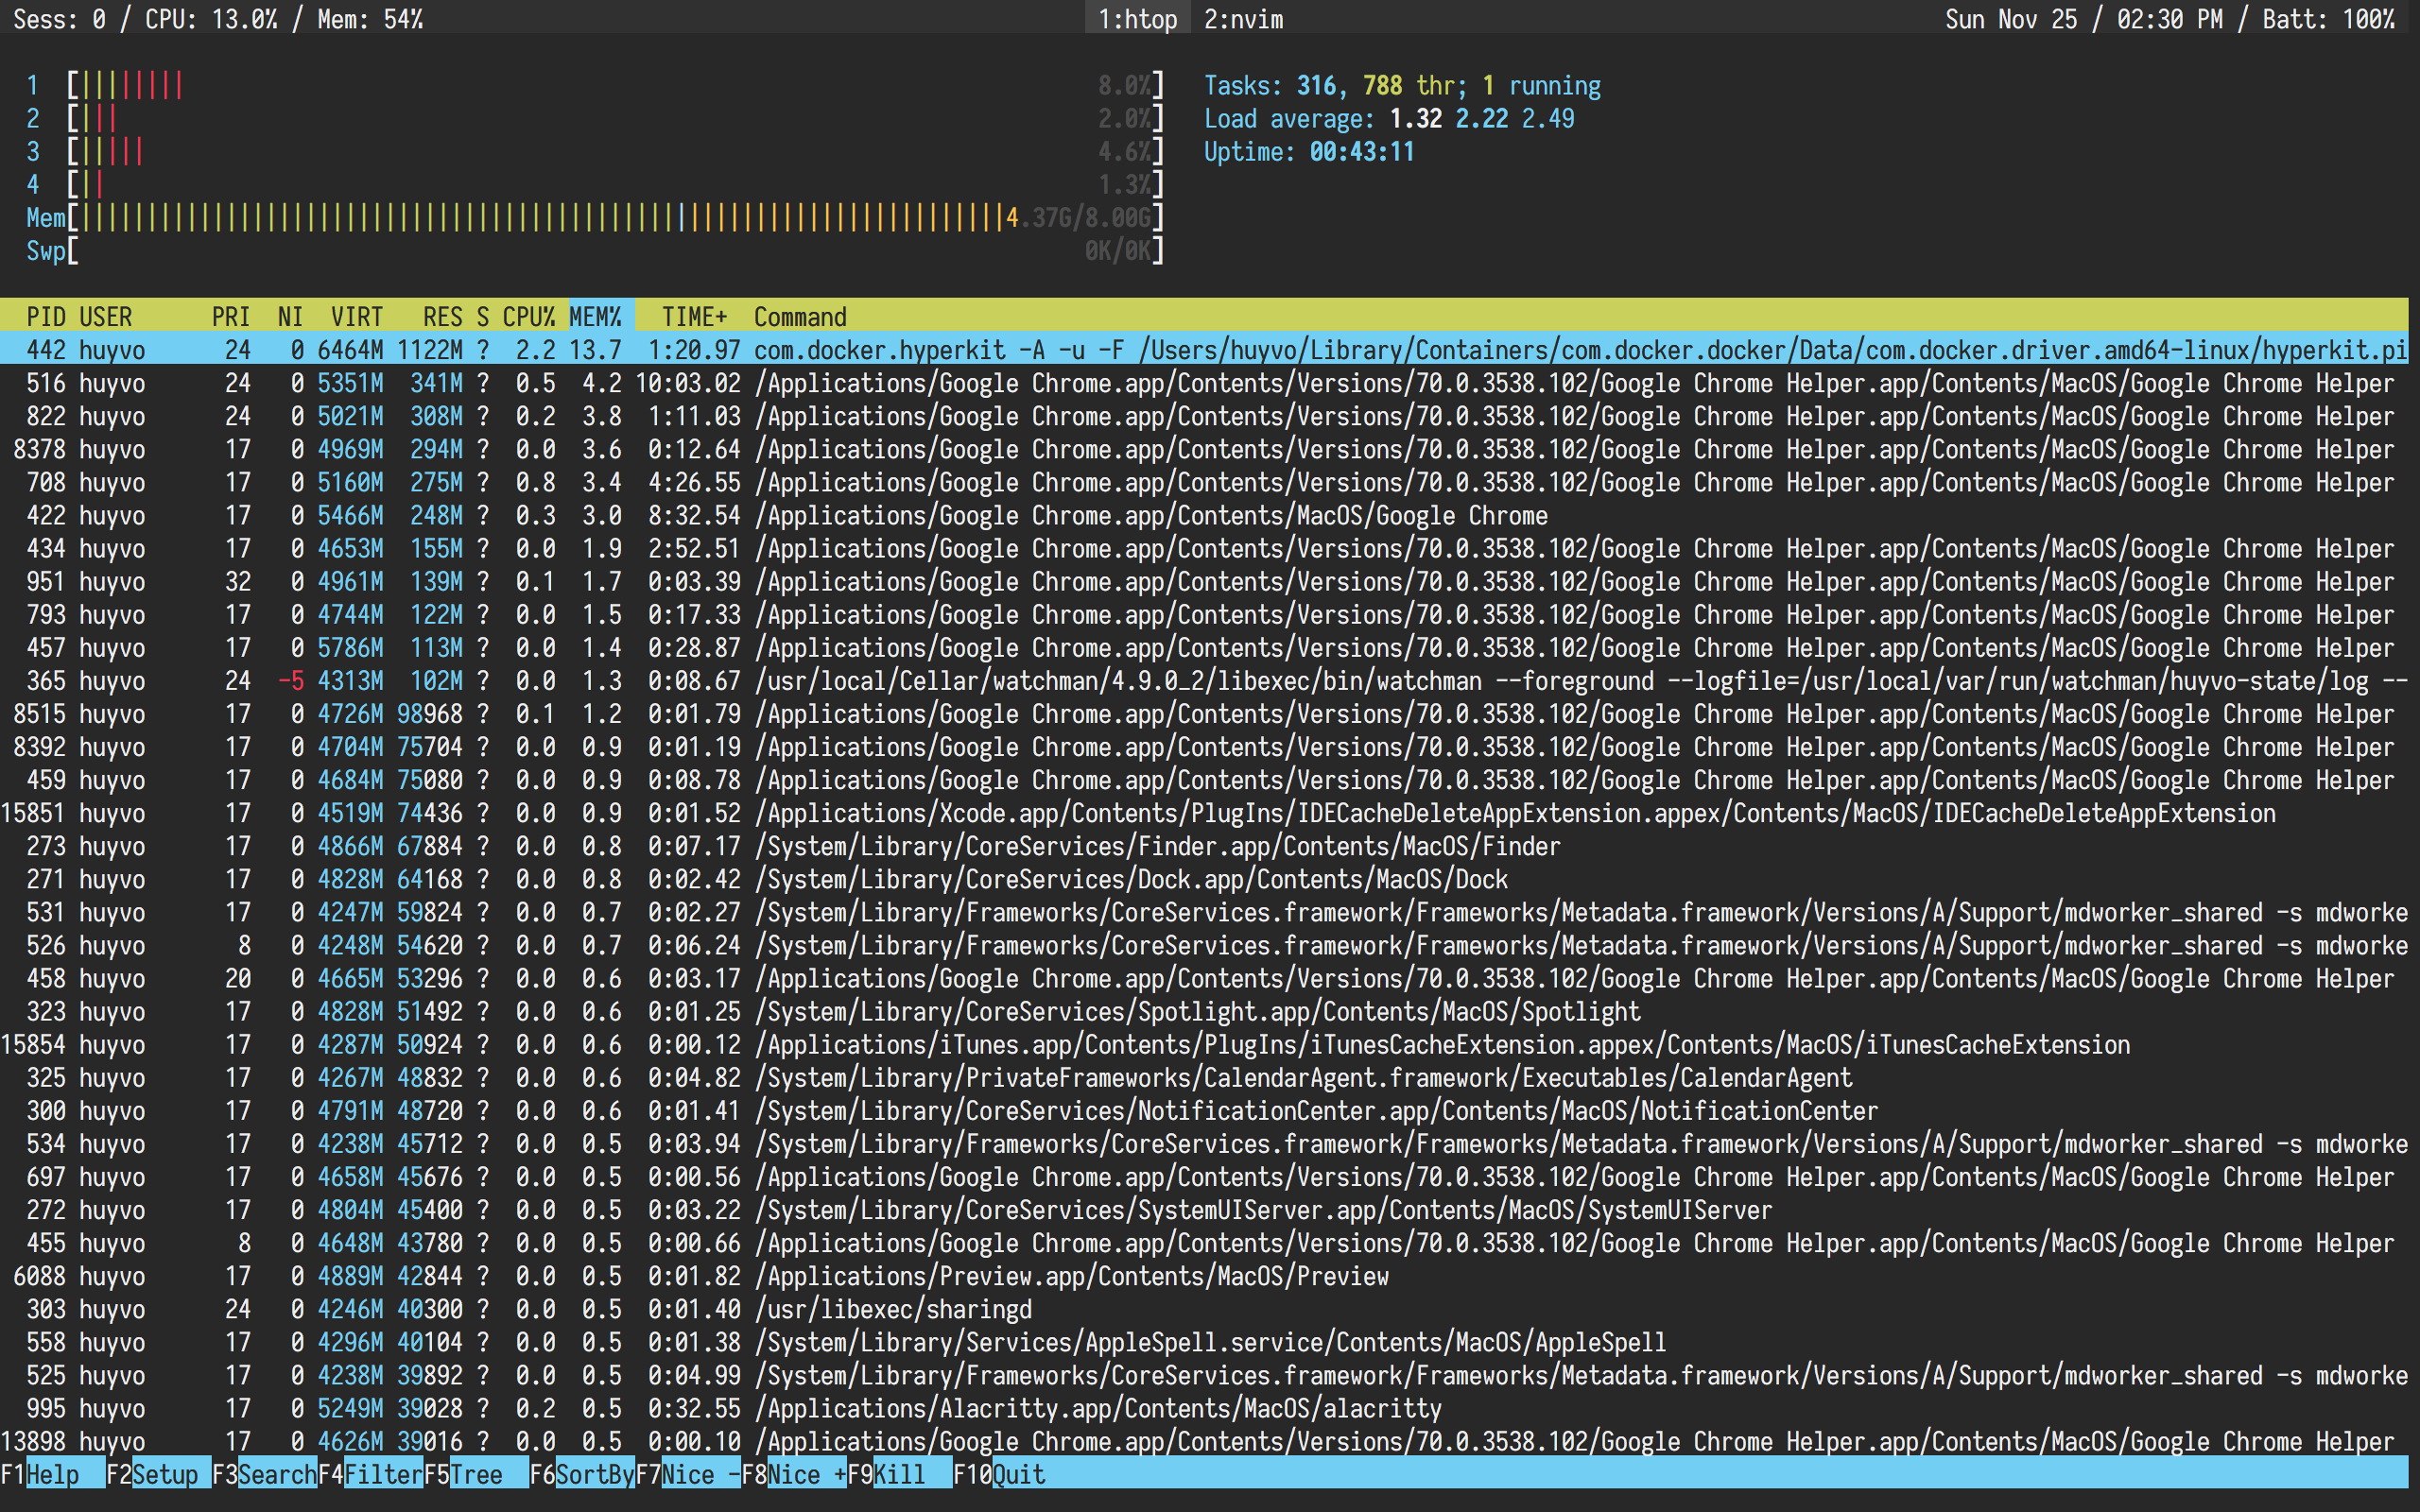 Sess: 0 / CPU: 13.0% / Mem: 54% 1:htop 2:nvim Sun Nov 25 / 02:30 PM / Batt: 100%
1 [|||||||| 8.0%] Tasks: 316, 788 thr; 1 running
2 [||| 2.0%] Load average: 1.32 2.22 2.49
3 [||||| 4.6%] Uptime: 00:43:11
4 [|| 1.3%]
Mem[||||||||||||||||||||||||||||||||||||||||||||||||||||||||||||||||||||||4.37G/8.00G]
Swp[ 0K/0K]
PID USER PRI NI VIRT RES S CPU% MEM% TIME+ Command
442 huyvo 24 0 6464M 1122M ? 2.2 13.7 1:20.97 com.docker.hyperkit -A -u -F /Users/huyvo/Library/Containers/com.docker.docker/Data/com.docker.driver.amd64-linux/hyperkit.pi
516 huyvo 24 0 5351M 341M ? 0.5 4.2 10:03.02 /Applications/Google Chrome.app/Contents/Versions/70.0.3538.102/Google Chrome Helper.app/Contents/MacOS/Google Chrome Helper
822 huyvo 24 0 5021M 308M ? 0.2 3.8 1:11.03 /Applications/Google Chrome.app/Contents/Versions/70.0.3538.102/Google Chrome Helper.app/Contents/MacOS/Google Chrome Helper
8378 huyvo 17 0 4969M 294M ? 0.0 3.6 0:12.64 /Applications/Google Chrome.app/Contents/Versions/70.0.3538.102/Google Chrome Helper.app/Contents/MacOS/Google Chrome Helper
708 huyvo 17 0 5160M 275M ? 0.8 3.4 4:26.55 /Applications/Google Chrome.app/Contents/Versions/70.0.3538.102/Google Chrome Helper.app/Contents/MacOS/Google Chrome Helper
422 huyvo 17 0 5466M 248M ? 0.3 3.0 8:32.54 /Applications/Google Chrome.app/Contents/MacOS/Google Chrome
434 huyvo 17 0 4653M 155M ? 0.0 1.9 2:52.51 /Applications/Google Chrome.app/Contents/Versions/70.0.3538.102/Google Chrome Helper.app/Contents/MacOS/Google Chrome Helper
951 huyvo 32 0 4961M 139M ? 0.1 1.7 0:03.39 /Applications/Google Chrome.app/Contents/Versions/70.0.3538.102/Google Chrome Helper.app/Contents/MacOS/Google Chrome Helper
793 huyvo 17 0 4744M 122M ? 0.0 1.5 0:17.33 /Applications/Google Chrome.app/Contents/Versions/70.0.3538.102/Google Chrome Helper.app/Contents/MacOS/Google Chrome Helper
457 huyvo 17 0 5786M 113M ? 0.0 1.4 0:28.87 /Applications/Google Chrome.app/Contents/Versions/70.0.3538.102/Google Chrome Helper.app/Contents/MacOS/Google Chrome Helper
365 huyvo 24 -5 4313M 102M ? 0.0 1.3 0:08.67 /usr/local/Cellar/watchman/4.9.0_2/libexec/bin/watchman --foreground --logfile=/usr/local/var/run/watchman/huyvo-state/log --
8515 huyvo 17 0 4726M 98968 ? 0.1 1.2 0:01.79 /Applications/Google Chrome.app/Contents/Versions/70.0.3538.102/Google Chrome Helper.app/Contents/MacOS/Google Chrome Helper
8392 huyvo 17 0 4704M 75704 ? 0.0 0.9 0:01.19 /Applications/Google Chrome.app/Contents/Versions/70.0.3538.102/Google Chrome Helper.app/Contents/MacOS/Google Chrome Helper
459 huyvo 17 0 4684M 75080 ? 0.0 0.9 0:08.78 /Applications/Google Chrome.app/Contents/Versions/70.0.3538.102/Google Chrome Helper.app/Contents/MacOS/Google Chrome Helper
15851 huyvo 17 0 4519M 74436 ? 0.0 0.9 0:01.52 /Applications/Xcode.app/Contents/PlugIns/IDECacheDeleteAppExtension.appex/Contents/MacOS/IDECacheDeleteAppExtension
273 huyvo 17 0 4866M 67884 ? 0.0 0.8 0:07.17 /System/Library/CoreServices/Finder.app/Contents/MacOS/Finder
271 huyvo 17 0 4828M 64168 ? 0.0 0.8 0:02.42 /System/Library/CoreServices/Dock.app/Contents/MacOS/Dock
531 huyvo 17 0 4247M 59824 ? 0.0 0.7 0:02.27 /System/Library/Frameworks/CoreServices.framework/Frameworks/Metadata.framework/Versions/A/Support/mdworker_shared -s mdworke
526 huyvo 8 0 4248M 54620 ? 0.0 0.7 0:06.24 /System/Library/Frameworks/CoreServices.framework/Frameworks/Metadata.framework/Versions/A/Support/mdworker_shared -s mdworke
458 huyvo 20 0 4665M 53296 ? 0.0 0.6 0:03.17 /Applications/Google Chrome.app/Contents/Versions/70.0.3538.102/Google Chrome Helper.app/Contents/MacOS/Google Chrome Helper
323 huyvo 17 0 4828M 51492 ? 0.0 0.6 0:01.25 /System/Library/CoreServices/Spotlight.app/Contents/MacOS/Spotlight
15854 huyvo 17 0 4287M 50924 ? 0.0 0.6 0:00.12 /Applications/iTunes.app/Contents/PlugIns/iTunesCacheExtension.appex/Contents/MacOS/iTunesCacheExtension
325 huyvo 17 0 4267M 48832 ? 0.0 0.6 0:04.82 /System/Library/PrivateFrameworks/CalendarAgent.framework/Executables/CalendarAgent
300 huyvo 17 0 4791M 48720 ? 0.0 0.6 0:01.41 /System/Library/CoreServices/NotificationCenter.app/Contents/MacOS/NotificationCenter
534 huyvo 17 0 4238M 45712 ? 0.0 0.5 0:03.94 /System/Library/Frameworks/CoreServices.framework/Frameworks/Metadata.framework/Versions/A/Support/mdworker_shared -s mdworke
697 huyvo 17 0 4658M 45676 ? 0.0 0.5 0:00.56 /Applications/Google Chrome.app/Contents/Versions/70.0.3538.102/Google Chrome Helper.app/Contents/MacOS/Google Chrome Helper
272 huyvo 17 0 4804M 45400 ? 0.0 0.5 0:03.22 /System/Library/CoreServices/SystemUIServer.app/Contents/MacOS/SystemUIServer
455 huyvo 8 0 4648M 43780 ? 0.0 0.5 0:00.66 /Applications/Google Chrome.app/Contents/Versions/70.0.3538.102/Google Chrome Helper.app/Contents/MacOS/Google Chrome Helper
6088 huyvo 17 0 4889M 42844 ? 0.0 0.5 0:01.82 /Applications/Preview.app/Contents/MacOS/Preview
303 huyvo 24 0 4246M 40300 ? 0.0 0.5 0:01.40 /usr/libexec/sharingd
558 huyvo 17 0 4296M 40104 ? 0.0 0.5 0:01.38 /System/Library/Services/AppleSpell.service/Contents/MacOS/AppleSpell
525 huyvo 17 0 4238M 39892 ? 0.0 0.5 0:04.99 /System/Library/Frameworks/CoreServices.framework/Frameworks/Metadata.framework/Versions/A/Support/mdworker_shared -s mdworke
995 huyvo 17 0 5249M 39028 ? 0.2 0.5 0:32.55 /Applications/Alacritty.app/Contents/MacOS/alacritty
13898 huyvo 17 0 4626M 39016 ? 0.0 0.5 0:00.10 /Applications/Google Chrome.app/Contents/Versions/70.0.3538.102/Google Chrome Helper.app/Contents/MacOS/Google Chrome Helper
F1Help F2Setup F3SearchF4FilterF5Tree F6SortByF7Nice -F8Nice +F9Kill F10Quit